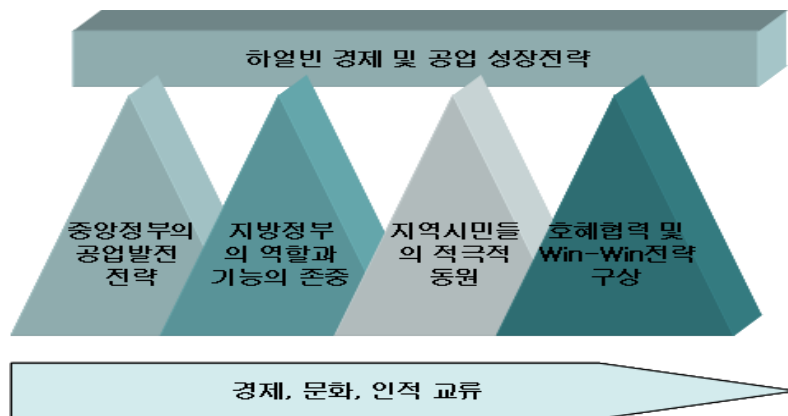 하얼빈 경제 및 공업 성장전략
중앙정부의
공업발전
전략
지방정부
의 역할과
기능의 존중
지역시민들
의 적극적
동원
호혜협력 및
Win-Win전략
구상
경제, 문화, 인적 교류